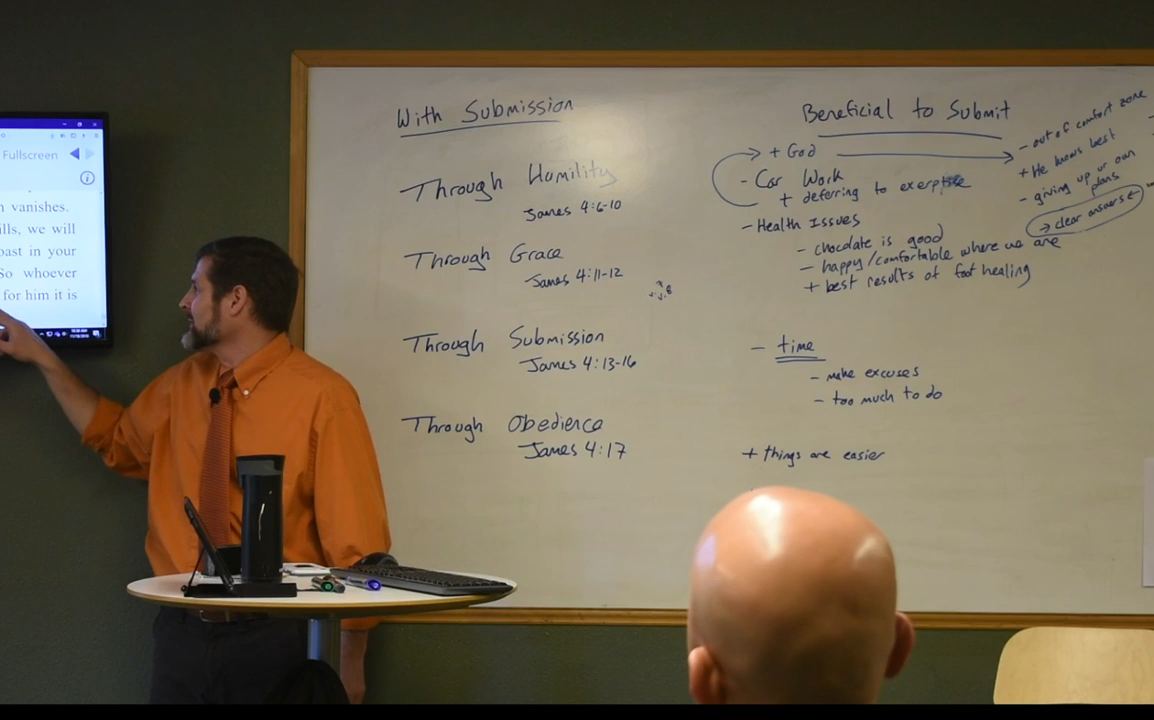 Fullscreen
vanishes.
ills, we will
oast in your
So whoever
for him it is
With Submission
Through Humility
James 4:6-10
Through Grace
James 4:11-12
Through Submission
James 4:13-16
Through Obedience
James 4:17
Beneficial to Submit
+ God
- Car Work
+ deferring to exerptise
- Health Issues
- chocolate is good
- happy/comfortable where we are
+ best results of foot healing
- time
- make excuses
- too much to do
+ things are easier
- out of comfort zone
+ He knows best
- giving up ur own
plans
→ clear answers